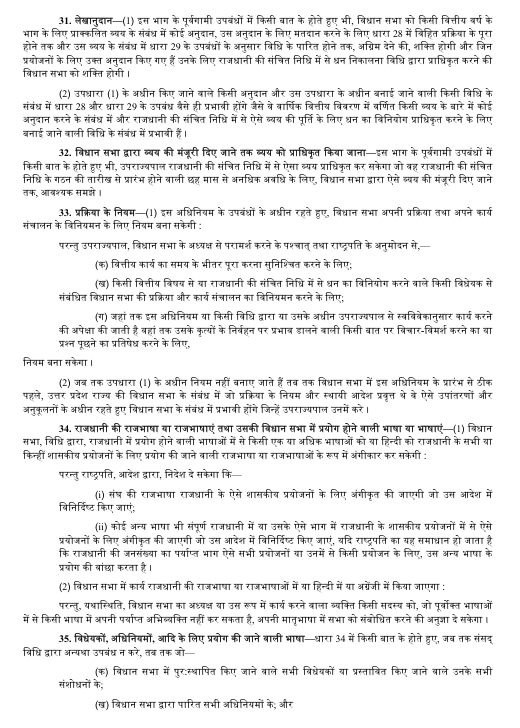 31. लेखानुदान—(1) इस भाग के पूर्वगामी उपबंधों में किसी बात के होते हुए भी, विधान सभा को किसी वित्तीय वर्ष के
भाग के लिए प्राक्कलित व्यय के संबंध में कोई अनुदान, उस अनुदान के लिए मतदान करने के लिए धारा 28 में विहित प्रक्रिया के पूरा
होने तक और उस व्यय के संबंध में धारा 29 के उपबंधों के अनुसार विधि के पारित होने तक, अग्रिम देने की, शक्ति होगी और जिन
प्रयोजनों के लिए उक्त अनुदान किए गए हैं उनके लिए राजधानी की संचित निधि में से धन निकालना विधि द्वारा प्राधिकृत करने की
विधान सभा को शक्ति होगी ।
(2) उपधारा (1) के अधीन किए जाने वाले किसी अनुदान और उस उपधारा के अधीन बनाई जाने वाली किसी विधि के
संबंध में धारा 28 और धारा 29 के उपबंध वैसे ही प्रभावी होंगे जैसे वे वार्षिक वित्तीय विवरण में वर्णित किसी व्यय के बारे में कोई
अनुदान करने के संबंध में और राजधानी की संचित निधि में से ऐसे व्यय की पूर्ति के लिए धन का विनियोग प्राधिकृत करने के लिए
बनाई जाने वाली विधि के संबंध में प्रभावी हैं ।
32. विधान सभा द्वारा व्यय की मंजूरी दिए जाने तक व्यय को प्राधिकृत किया जाना—इस भाग के पूर्वगामी उपबंधों में
किसी बात के होते हुए भी, उपराज्यपाल राजधानी की संचित निधि में से ऐसा व्यय प्राधिकृत कर सकेगा जो वह राजधानी की संचित
निधि के गठन की तारीख से प्रारंभ होने वाली छह मास से अनधिक अवधि के लिए, विधान सभा द्वारा ऐसे व्यय की मंजूरी दिए जाने
तक, आवश्यक समझे ।
33. प्रक्रिया के नियम—(1) इस अधिनियम के उपबंधों के अधीन रहते हुए, विधान सभा अपनी प्रक्रिया तथा अपने कार्य
संचालन के विनियमन के लिए नियम बना सकेगी :
परन्तु उपराज्यपाल, विधान सभा के अध्यक्ष से परामर्श करने के पश्चात् तथा राष्ट्रपति के अनुमोदन से,—
(क) वित्तीय कार्य का समय के भीतर पूरा करना सुनिश्चित करने के लिए;
(ख) किसी वित्तीय विषय से या राजधानी की संचित निधि में से धन का विनियोग करने वाले किसी विधेयक से
संबंधित विधान सभा की प्रक्रिया और कार्य संचालन का विनियमन करने के लिए;
(ग) जहां तक इस अधिनियम या किसी विधि द्वारा या उसके अधीन उपराज्यपाल से स्वविवेकानुसार कार्य करने
की अपेक्षा की जाती है वहां तक उसके कृत्यों के निर्वहन पर प्रभाव डालने वाली किसी बात पर विचार-विमर्श करने का या
प्रश्न पूछने का प्रतिषेध करने के लिए,
नियम बना सकेगा ।
(2) जब तक उपधारा (1) के अधीन नियम नहीं बनाए जाते हैं तब तक विधान सभा में इस अधिनियम के प्रारंभ से ठीक
पहले, उत्तर प्रदेश राज्य की विधान सभा के संबंध में जो प्रक्रिया के नियम और स्थायी आदेश प्रवृत्त थे वे ऐसे उपांतरणों और
अनुकूलनों के अधीन रहते हुए विधान सभा के संबंध में प्रभावी होंगे जिन्हें उपराज्यपाल उनमें करे ।
34. राजधानी की राजभाषा या राजभाषाएं तथा उसकी विधान सभा में प्रयोग होने वाली भाषा या भाषाएं—(1) विधान
सभा, विधि द्वारा, राजधानी में प्रयोग होने वाली भाषाओं में से किसी एक या अधिक भाषाओं को या हिन्दी को राजधानी के सभी या
किन्हीं शासकीय प्रयोजनों के लिए प्रयोग की जाने वाली राजभाषा या राजभाषाओं के रूप में अंगीकार कर सकेगी :
परन्तु राष्ट्रपति, आदेश द्वारा, निदेश दे सकेगा कि—
(i) संघ की राजभाषा राजधानी के ऐसे शासकीय प्रयोजनों के लिए अंगीकृत की जाएगी जो उस आदेश में
विनिर्दिष्ट किए जाएं;
(ii) कोई अन्य भाषा भी संपूर्ण राजधानी में या उसके ऐसे भाग में राजधानी के शासकीय प्रयोजनों में से ऐसे
प्रयोजनों के लिए अंगीकृत की जाएगी जो उस आदेश में विनिर्दिष्ट किए जाएं, यदि राष्ट्रपति का यह समाधान हो जाता है
कि राजधानी की जनसंख्या का पर्याप्त भाग ऐसे सभी प्रयोजनों या उनमें से किसी प्रयोजन के लिए, उस अन्य भाषा के
प्रयोग की वांछा करता है ।
(2) विधान सभा में कार्य राजधानी की राजभाषा या राजभाषाओं में या हिन्दी में या अंग्रेजी में किया जाएगा :
परन्तु, यथास्थिति, विधान सभा का अध्यक्ष या उस रूप में कार्य करने वाला व्यक्ति किसी सदस्य को, जो पूर्वोक्त भाषाओं
में से किसी भाषा में अपनी पर्याप्त अभिव्यक्ति नहीं कर सकता है, अपनी मातृभाषा में सभा को संबोधित करने की अनुज्ञा दे सकेगा ।
35. विधेयकों, अधिनियमों, आदि के लिए प्रयोग की जाने वाली भाषा—धारा 34 में किसी बात के होते हुए, जब तक संसद्
विधि द्वारा अन्यथा उपबंध न करे, तब तक जो—
(क) विधान सभा में पुर:स्थापित किए जाने वाले सभी विधेयकों या प्रस्तावित किए जाने वाले उनके सभी
संशोधनों के;
(ख) विधान सभा द्वारा पारित सभी अधिनियमों के; और